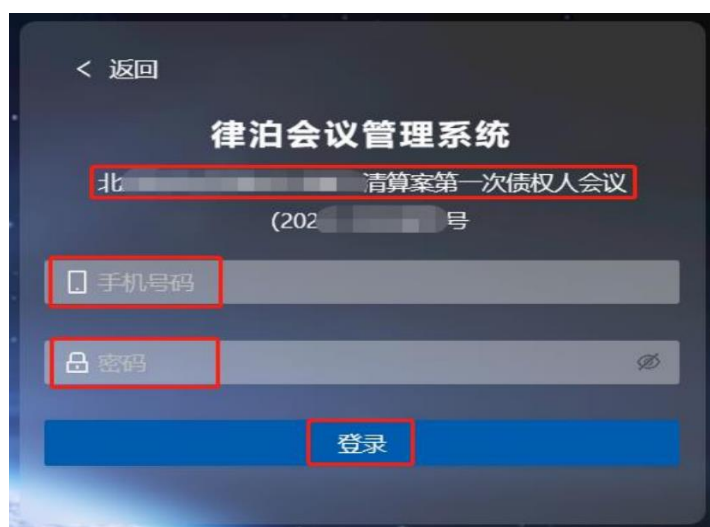 < 返回
律泊会议管理系统
北 清算案第一次债权人会议
(202 号
手机号码
密码
登录